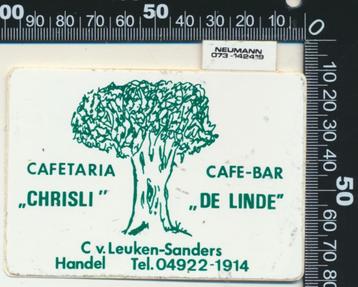 00 90 80 70 60 50 40 30 20 10 0
NEUMANN
073-142419
CAFETARIA
„CHRISLI"
CAFE-BAR
„DE LINDE"
C v. Leuken-Sanders
Handel Tel. 04922-1914
10 20 30 40 50 60 70 80